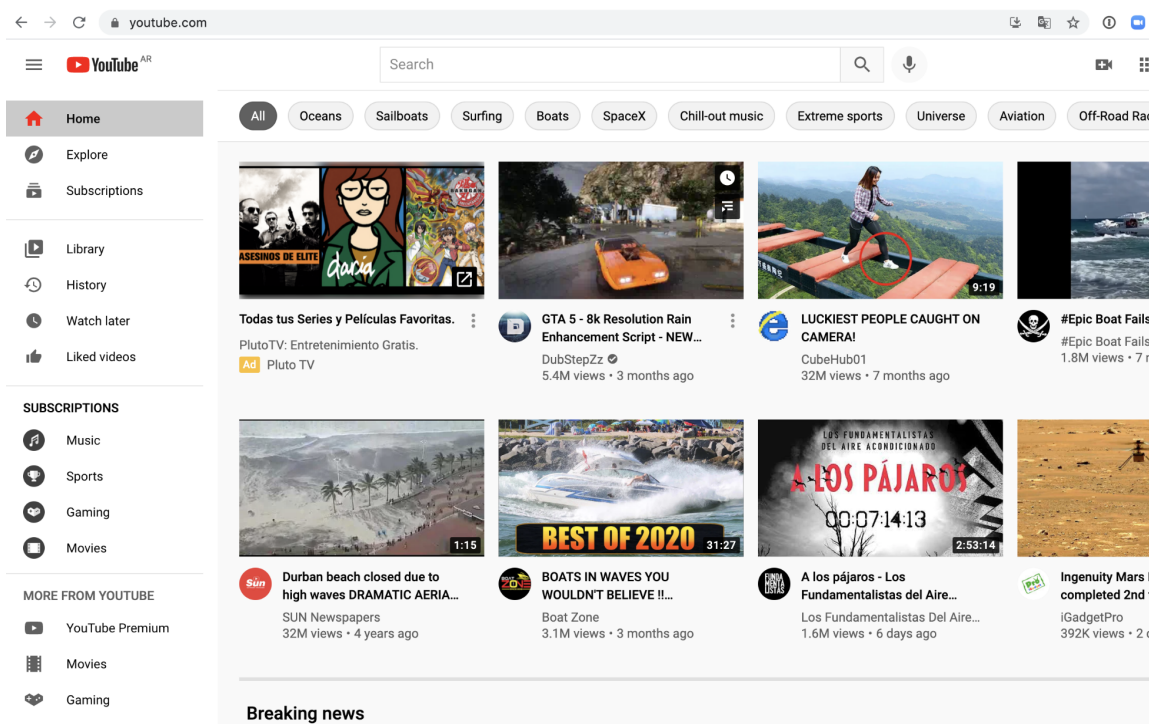 youtube.com
YouTube AR
Search
Home
Explore
Subscriptions
Library
History
Watch later
Liked videos
SUBSCRIPTIONS
Music
Sports
Gaming
Movies
MORE FROM YOUTUBE
YouTube Premium
Movies
Gaming
All
Oceans
Sailboats
Surfing
Boats
SpaceX
Chill-out music
Extreme sports
Universe
Aviation
Off-Road Rac
ASESINOS DE ELITE
daria
BAKUGAN
Todas tus Series y Películas Favoritas.
PlutoTV: Entretenimiento Gratis.
Ad Pluto TV
GTA 5 - 8k Resolution Rain
Enhancement Script - NEW...
DubStepZz
5.4M views • 3 months ago
9:19
LUCKIEST PEOPLE CAUGHT ON
CAMERA!
CubeHub01
32M views • 7 months ago
#Epic Boat Fails
#Epic Boat Fails
1.8M views • 7
1:15
Sun
Durban beach closed due to
high waves DRAMATIC AERIA...
SUN Newspapers
32M views • 4 years ago
BEST OF 2020
31:27
BOAT
ZONE
BOATS IN WAVES YOU
WOULDN'T BELIEVE !!...
Boat Zone
3.1M views • 3 months ago
LOS FUNDAMENTALISTAS
DEL AIRE ACONDICIONADO
A LOS PÁJAROS
00:07:14:13
2:53:14
FUNDA
MENTA
LISTAS
A los pájaros - Los
Fundamentalistas del Aire...
Los Fundamentalistas Del Aire...
1.6M views • 6 days ago
Pro
Ingenuity Mars
completed 2nd
iGadgetPro
392K views • 2
Breaking news